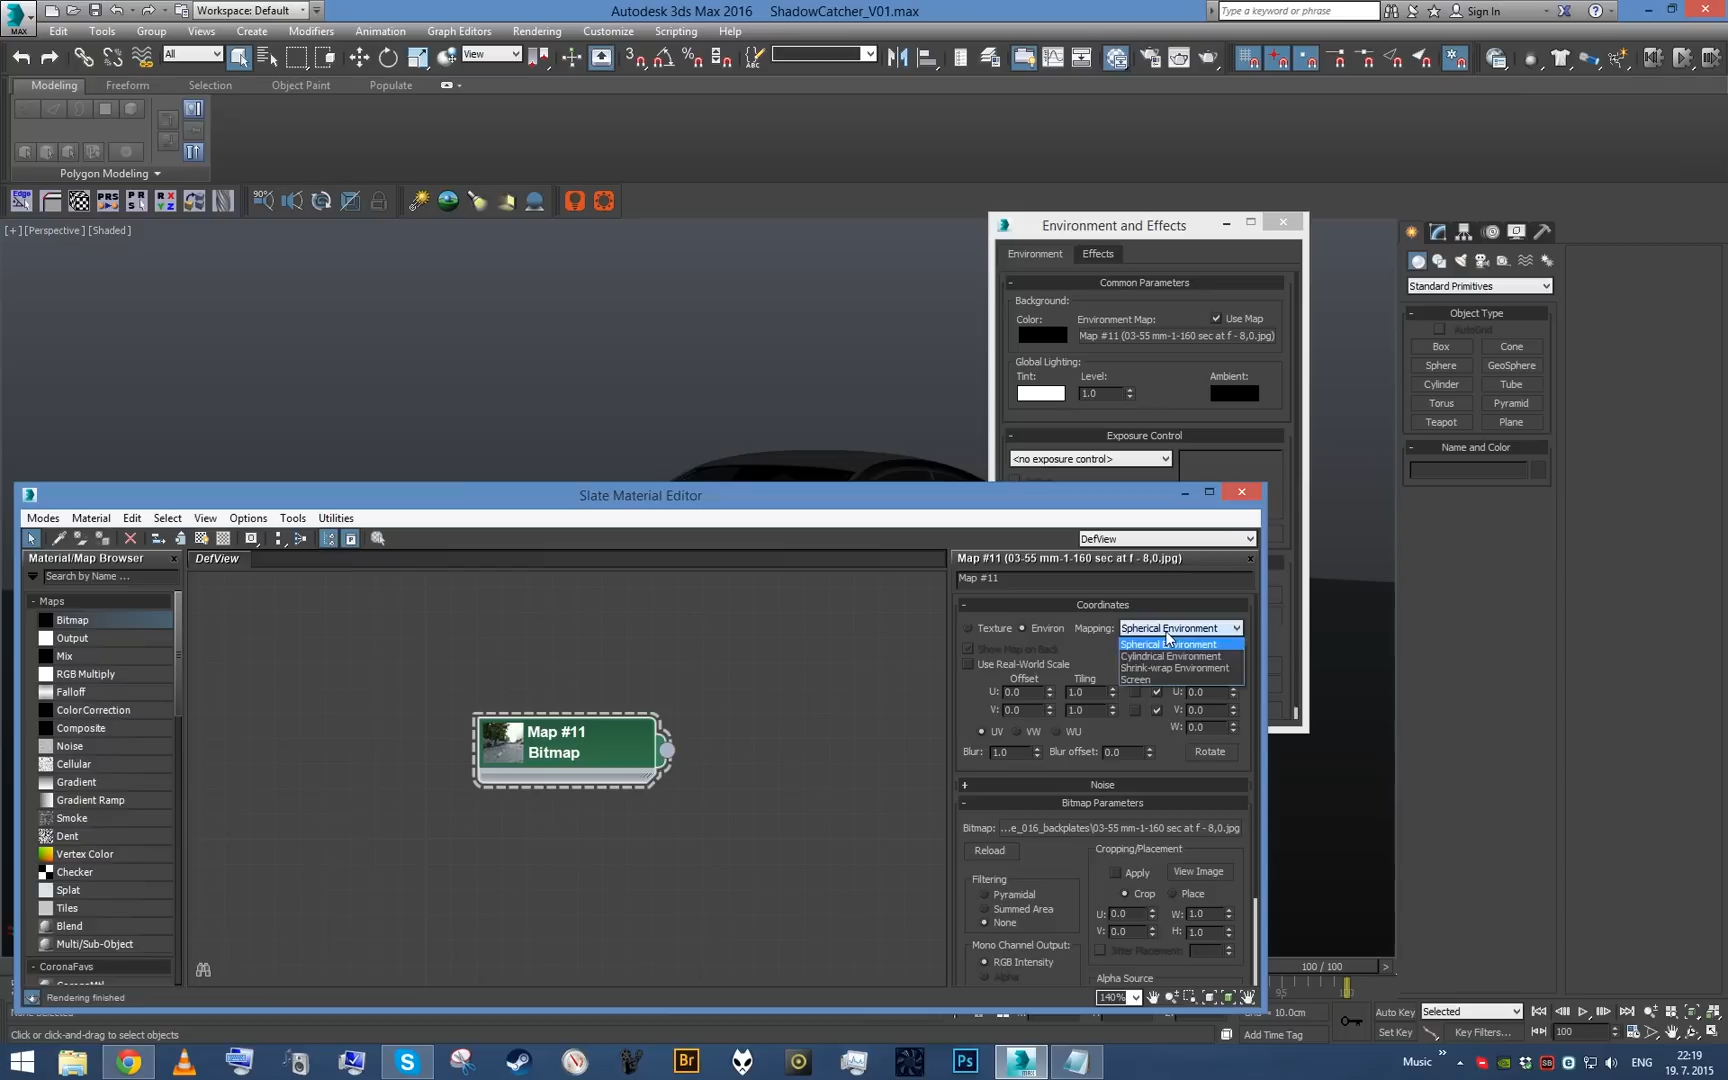 Workspace: Default
Autodesk 3ds Max 2016 ShadowCatcher_V01.max
Type a keyword or phrase
Sign In
MAX
Edit Tools Group Views Create Modifiers Animation Graph Editors Rendering Customize Scripting Help
All
View
Modeling Freeform Selection Object Paint Populate
Polygon Modeling
[+] [Perspective] [Shaded]
Environment and Effects
Environment Effects
- Common Parameters
Background:
Color: Environment Map: Use Map
Map #11 (03-55 mm-1-160 sec at f - 8,0.jpg)
Global Lighting:
Tint: Level: Ambient:
1.0
- Exposure Control
<no exposure control>
Standard Primitives
- Object Type
AutoGrid
Box Cone
Sphere GeoSphere
Cylinder Tube
Torus Pyramid
Teapot Plane
- Name and Color
Slate Material Editor
Modes Material Edit Select View Options Tools Utilities
DefView
Material/Map Browser
Search by Name ...
- Maps
Bitmap
Output
Mix
RGB Multiply
Falloff
Color Correction
Composite
Noise
Cellular
Gradient
Gradient Ramp
Smoke
Dent
Vertex Color
Checker
Splat
Tiles
Blend
Multi/Sub-Object
- CoronaFavs
DefView
Map #11
Bitmap
Map #11 (03-55 mm-1-160 sec at f - 8,0.jpg)
Map #11
- Coordinates
Texture Environ Mapping: Spherical Environment
Spherical Environment
Cylindrical Environment
Shrink-wrap Environment
Screen
Show Map on Back
Use Real-World Scale
Offset Tiling
U: 0.0 1.0 U: 0.0
V: 0.0 1.0 V: 0.0
W: 0.0
UV VW WU
Blur: 1.0 Blur offset: 0.0 Rotate
+ Noise
- Bitmap Parameters
Bitmap: ...e_016_backplates\03-55 mm-1-160 sec at f - 8,0.jpg
Reload
Cropping/Placement
Apply View Image
Crop Place
U: 0.0 W: 1.0
V: 0.0 H: 1.0
Jitter Placement:
Filtering
Pyramidal
Summed Area
None
Mono Channel Output:
RGB Intensity
Alpha
Alpha Source
Rendering finished
140%
100 / 100
95 100
= 10.0cm
Add Time Tag
Auto Key Selected
Set Key Key Filters...
100
Click or click-and-drag to select objects
Music
ENG
22:19
19. 7. 2015